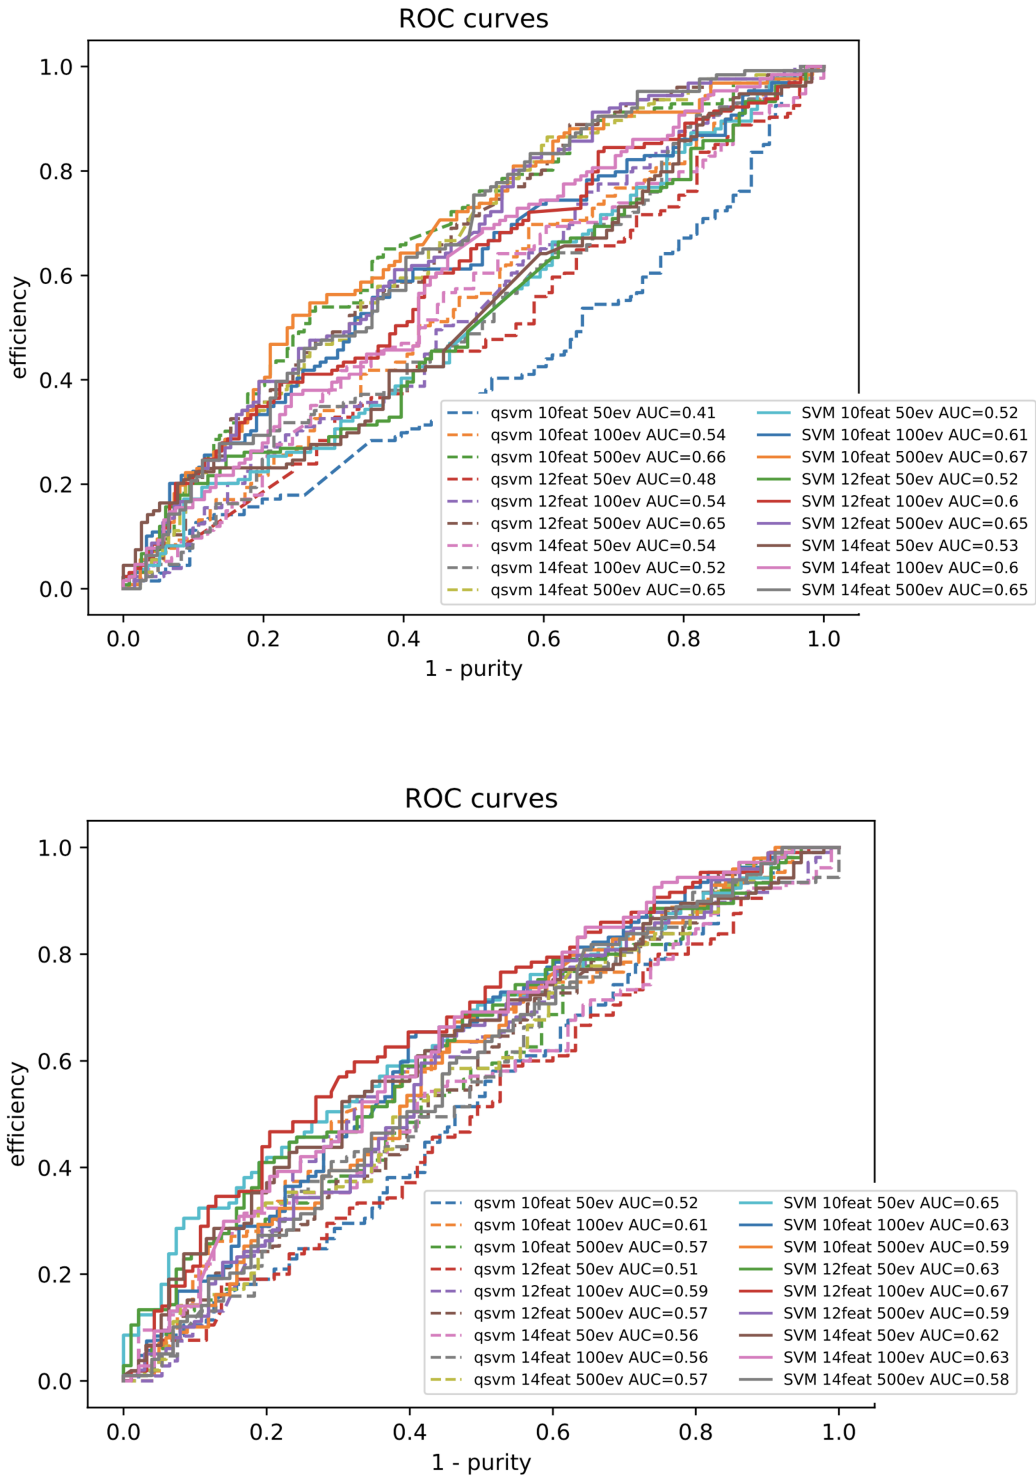 ROC curves
1.0
0.8
0.6
0.4
0.2
0.0
efficiency
qsvm 10feat 50ev AUC=0.41
qsvm 10feat 100ev AUC=0.54
qsvm 10feat 500ev AUC=0.66
qsvm 12feat 50ev AUC=0.48
qsvm 12feat 100ev AUC=0.54
qsvm 12feat 500ev AUC=0.65
qsvm 14feat 50ev AUC=0.54
qsvm 14feat 100ev AUC=0.52
qsvm 14feat 500ev AUC=0.65
SVM 10feat 50ev AUC=0.52
SVM 10feat 100ev AUC=0.61
SVM 10feat 500ev AUC=0.67
SVM 12feat 50ev AUC=0.52
SVM 12feat 100ev AUC=0.6
SVM 12feat 500ev AUC=0.65
SVM 14feat 50ev AUC=0.53
SVM 14feat 100ev AUC=0.6
SVM 14feat 500ev AUC=0.65
0.0 0.2 0.4 0.6 0.8 1.0
1 - purity
ROC curves
1.0
0.8
0.6
0.4
0.2
0.0
efficiency
qsvm 10feat 50ev AUC=0.52
qsvm 10feat 100ev AUC=0.61
qsvm 10feat 500ev AUC=0.57
qsvm 12feat 50ev AUC=0.51
qsvm 12feat 100ev AUC=0.59
qsvm 12feat 500ev AUC=0.57
qsvm 14feat 50ev AUC=0.56
qsvm 14feat 100ev AUC=0.56
qsvm 14feat 500ev AUC=0.57
SVM 10feat 50ev AUC=0.65
SVM 10feat 100ev AUC=0.63
SVM 10feat 500ev AUC=0.59
SVM 12feat 50ev AUC=0.63
SVM 12feat 100ev AUC=0.67
SVM 12feat 500ev AUC=0.59
SVM 14feat 50ev AUC=0.62
SVM 14feat 100ev AUC=0.63
SVM 14feat 500ev AUC=0.58
0.0 0.2 0.4 0.6 0.8 1.0
1 - purity